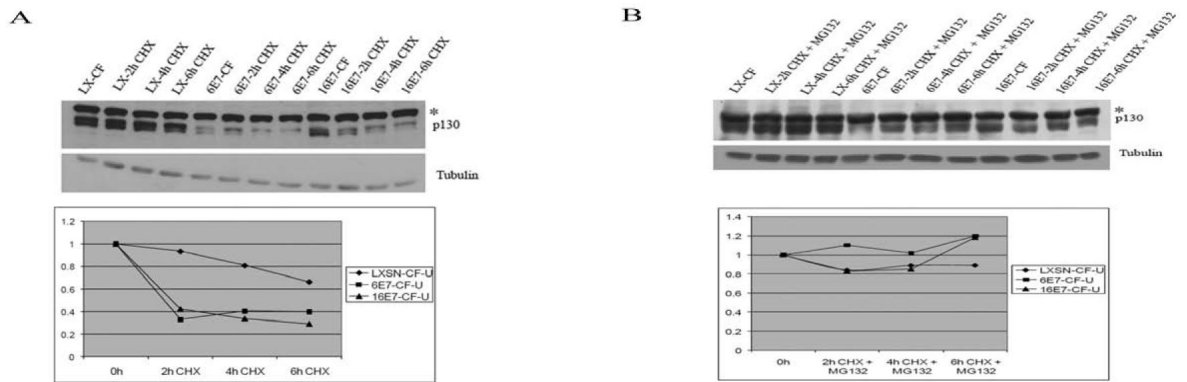 A
LX-CF
LX-2h CHX
LX-4h CHX
LX-6h CHX
6E7-CF
6E7-2h CHX
6E7-4h CHX
6E7-6h CHX
16E7-CF
16E7-2h CHX
16E7-4h CHX
16E7-6h CHX
*
p130
Tubulin
1.2
1
0.8
0.6
0.4
0.2
0
0h
2h CHX
4h CHX
6h CHX
LXSN-CF-U
6E7-CF-U
16E7-CF-U
B
LX-CF
LX-2h CHX + MG132
LX-4h CHX + MG132
LX-6h CHX + MG132
6E7-CF
6E7-2h CHX + MG132
6E7-4h CHX + MG132
6E7-6h CHX + MG132
16E7-CF
16E7-2h CHX + MG132
16E7-4h CHX + MG132
16E7-6h CHX + MG132
*
p130
Tubulin
1.4
1.2
1
0.8
0.6
0.4
0.2
0
0h
2h CHX +
MG132
4h CHX +
MG132
6h CHX +
MG132
LXSN-CF-U
6E7-CF-U
16E7-CF-U